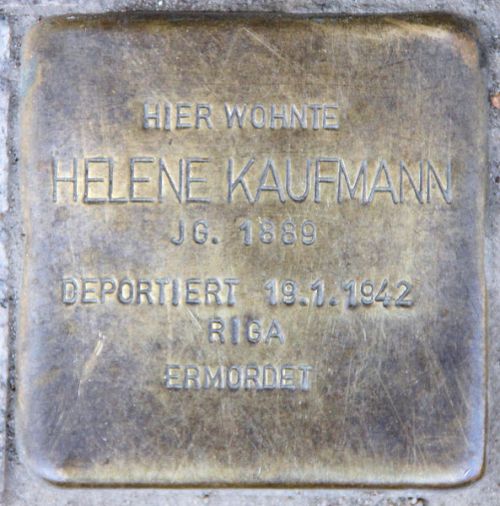 HIER WOHNTE
HELENE KAUFMANN
JG. 1889
DEPORTIERT 19.1.1942
RIGA
ERMORDET